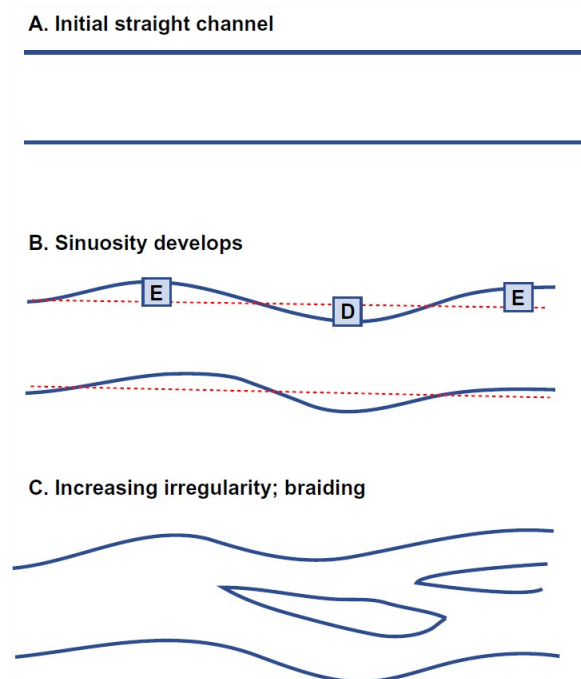 A. Initial straight channel
B. Sinuosity develops
E
E
D
C. Increasing irregularity; braiding